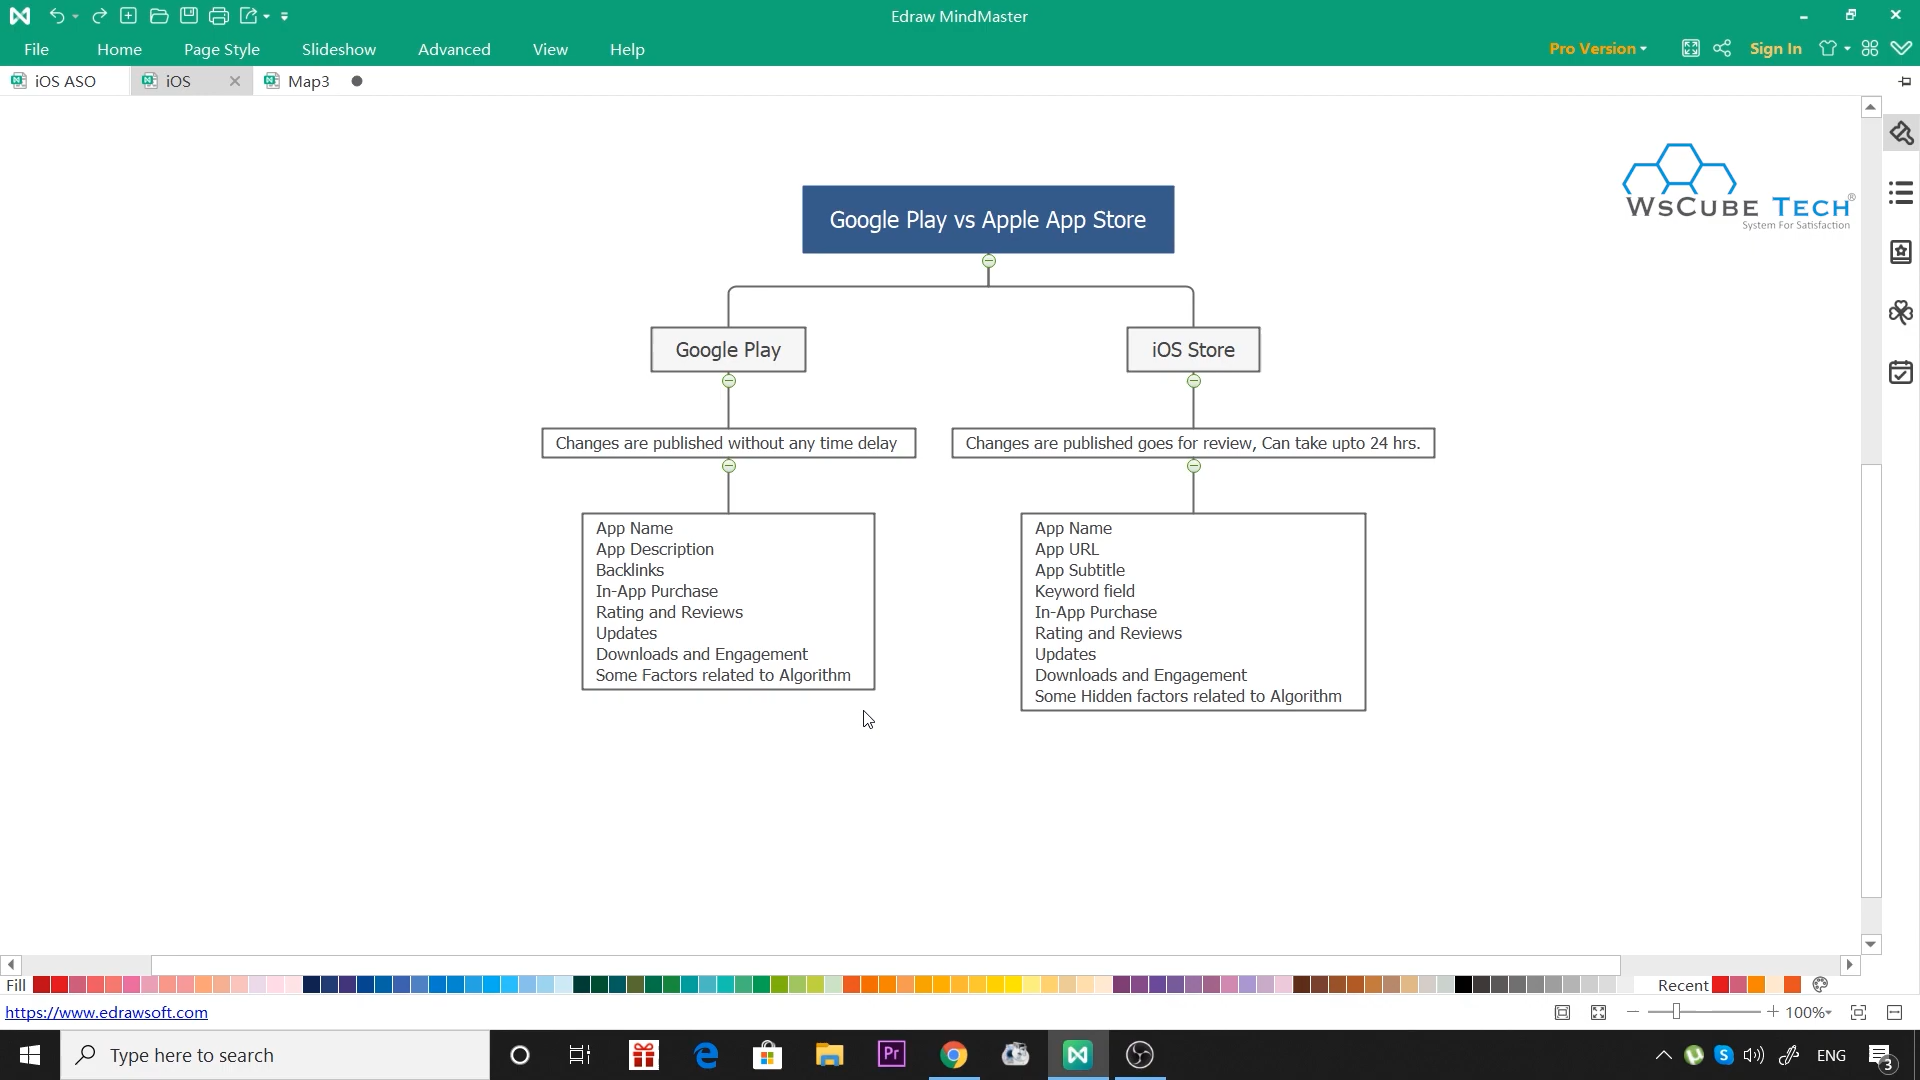 Edraw MindMaster
File Home Page Style Slideshow Advanced View Help
Pro Version Sign In
iOS ASO iOS Map3
WsCube Tech®
System For Satisfaction
Google Play vs Apple App Store
Google Play
iOS Store
Changes are published without any time delay
Changes are published goes for review, Can take upto 24 hrs.
App Name
App Description
Backlinks
In-App Purchase
Rating and Reviews
Updates
Downloads and Engagement
Some Factors related to Algorithm
App Name
App URL
App Subtitle
Keyword field
In-App Purchase
Rating and Reviews
Updates
Downloads and Engagement
Some Hidden factors related to Algorithm
Fill
Recent
https://www.edrawsoft.com
100%
Type here to search
Pr
S
ENG
3